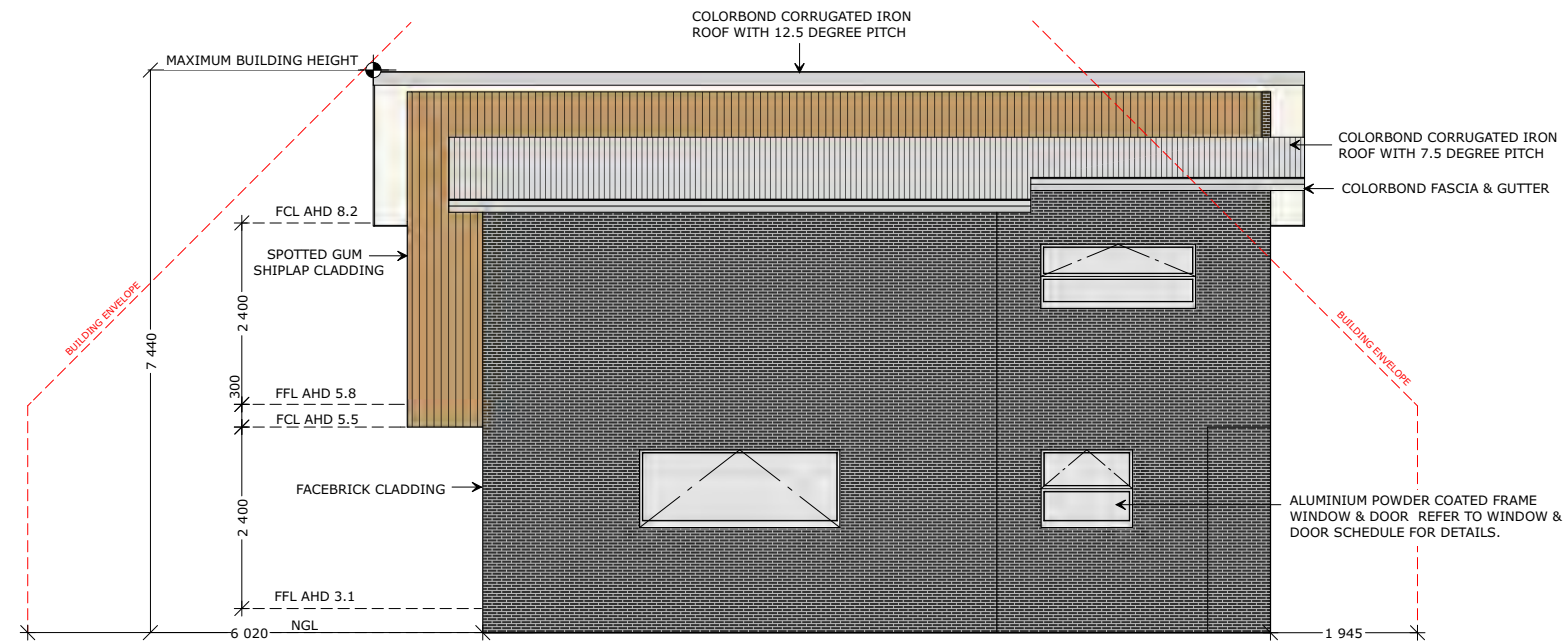 COLORBOND CORRUGATED IRON
ROOF WITH 12.5 DEGREE PITCH
MAXIMUM BUILDING HEIGHT
COLORBOND CORRUGATED IRON
ROOF WITH 7.5 DEGREE PITCH
COLORBOND FASCIA & GUTTER
FCL AHD 8.2
SPOTTED GUM
SHIPLAP CLADDING
BUILDING ENVELOPE
7 440
2 400
BUILDING ENVELOPE
300
FFL AHD 5.8
FCL AHD 5.5
FACEBRICK CLADDING
2 400
ALUMINIUM POWDER COATED FRAME
WINDOW & DOOR REFER TO WINDOW &
DOOR SCHEDULE FOR DETAILS.
FFL AHD 3.1
NGL
6 020
1 945